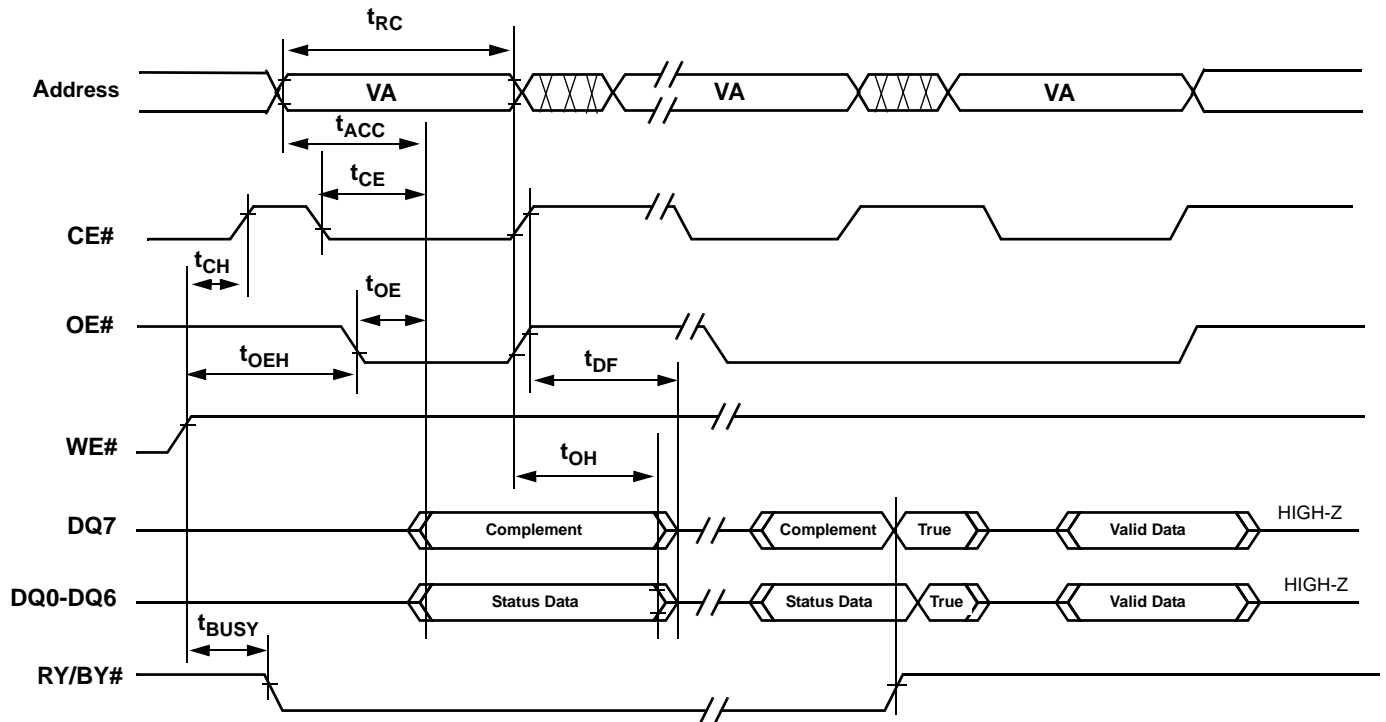 tRC
Address VA VA VA
tACC
tCE
CE#
tCH
tOE
OE#
tOEH tDF
WE#
tOH
DQ7 Complement Complement True Valid Data HIGH-Z
DQ0-DQ6 Status Data Status Data True Valid Data HIGH-Z
tBUSY
RY/BY#